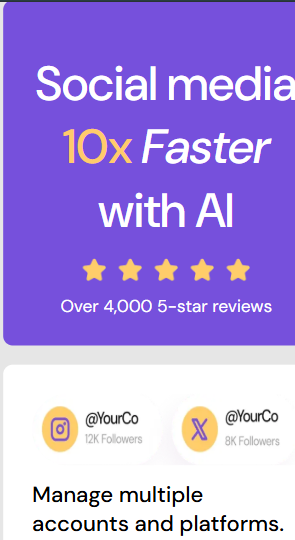 Social media
10x Faster
with AI
Over 4,000 5-star reviews
@YourCo
12K Followers
@YourCo
8K Followers
Manage multiple
accounts and platforms.